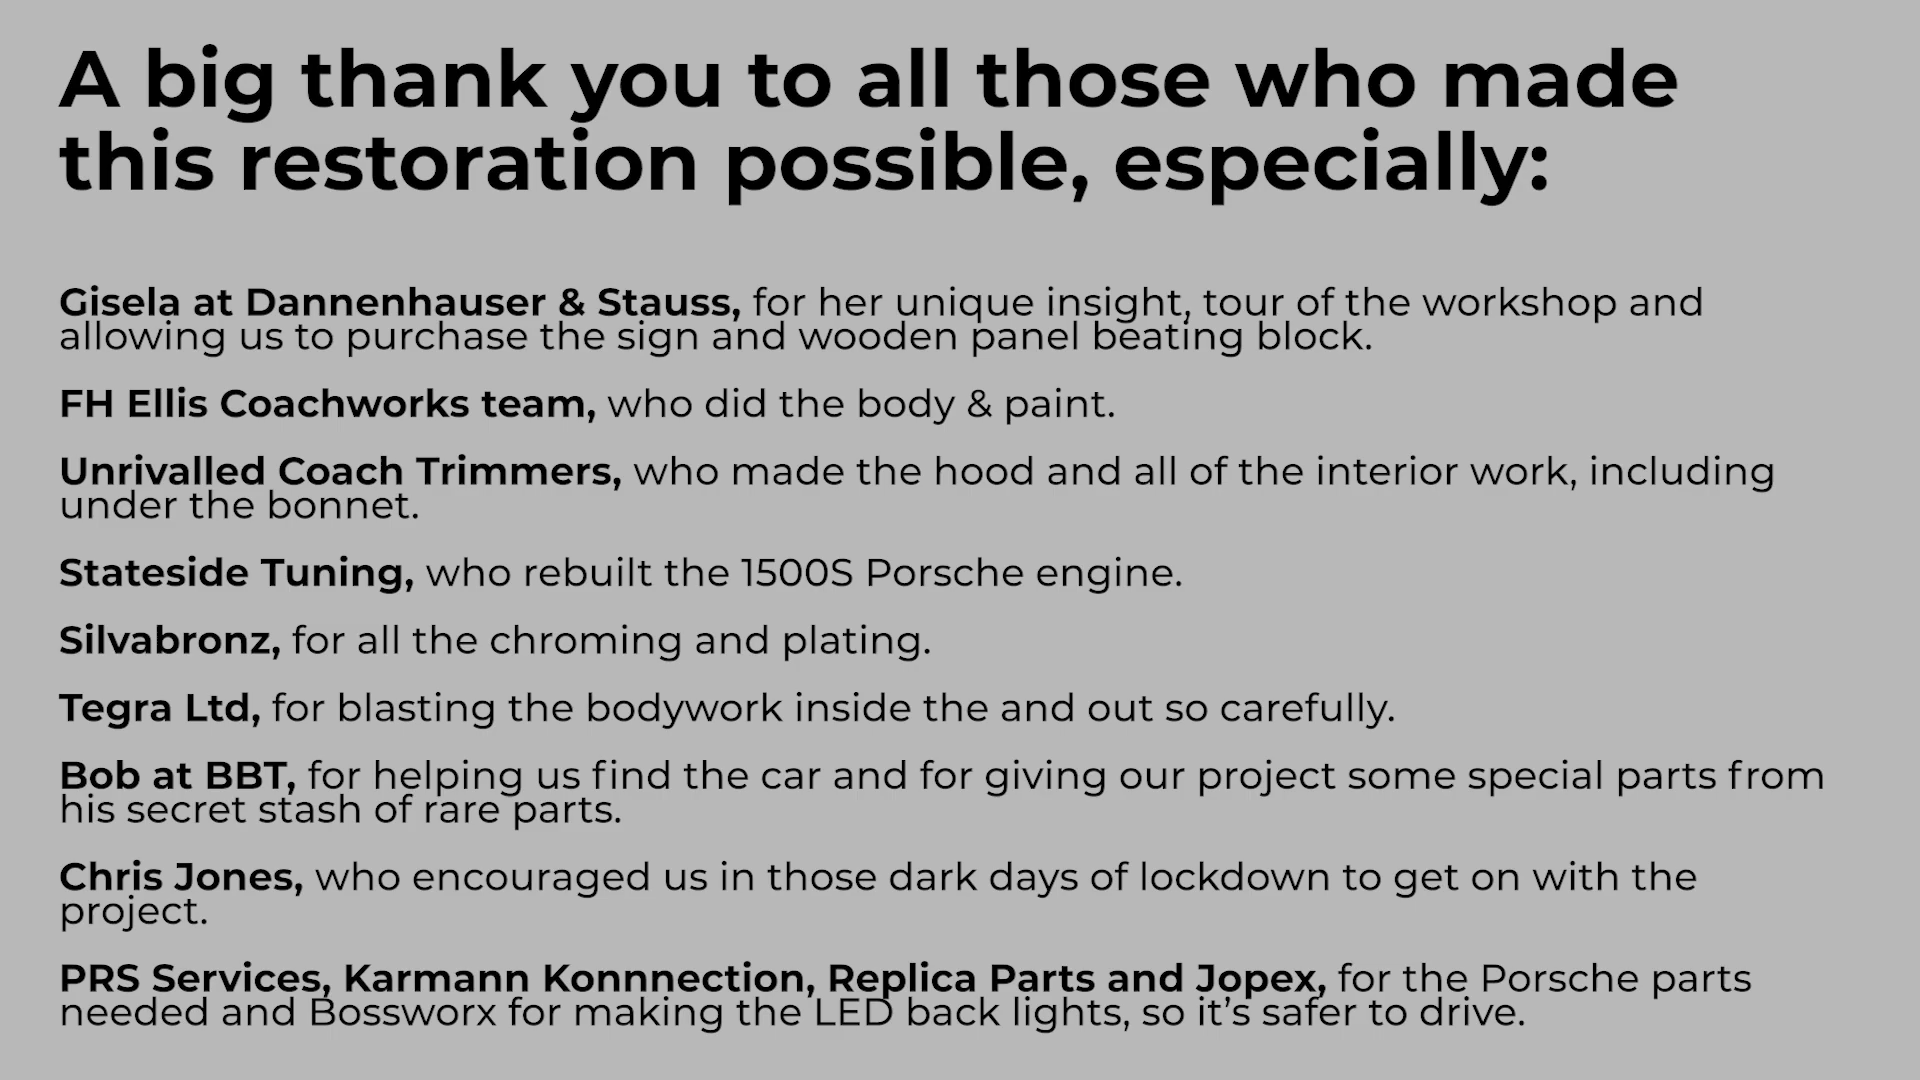 A big thank you to all those who made
this restoration possible, especially:
Gisela at Dannenhauser & Stauss, for her unique insight, tour of the workshop and
allowing us to purchase the sign and wooden panel beating block.
FH Ellis Coachworks team, who did the body & paint.
Unrivalled Coach Trimmers, who made the hood and all of the interior work, including
under the bonnet.
Stateside Tuning, who rebuilt the 1500S Porsche engine.
Silvabronz, for all the chroming and plating.
Tegra Ltd, for blasting the bodywork inside the and out so carefully.
Bob at BBT, for helping us find the car and for giving our project some special parts from
his secret stash of rare parts.
Chris Jones, who encouraged us in those dark days of lockdown to get on with the
project.
PRS Services, Karmann Konnnection, Replica Parts and Jopex, for the Porsche parts
needed and Bossworx for making the LED back lights, so it’s safer to drive.